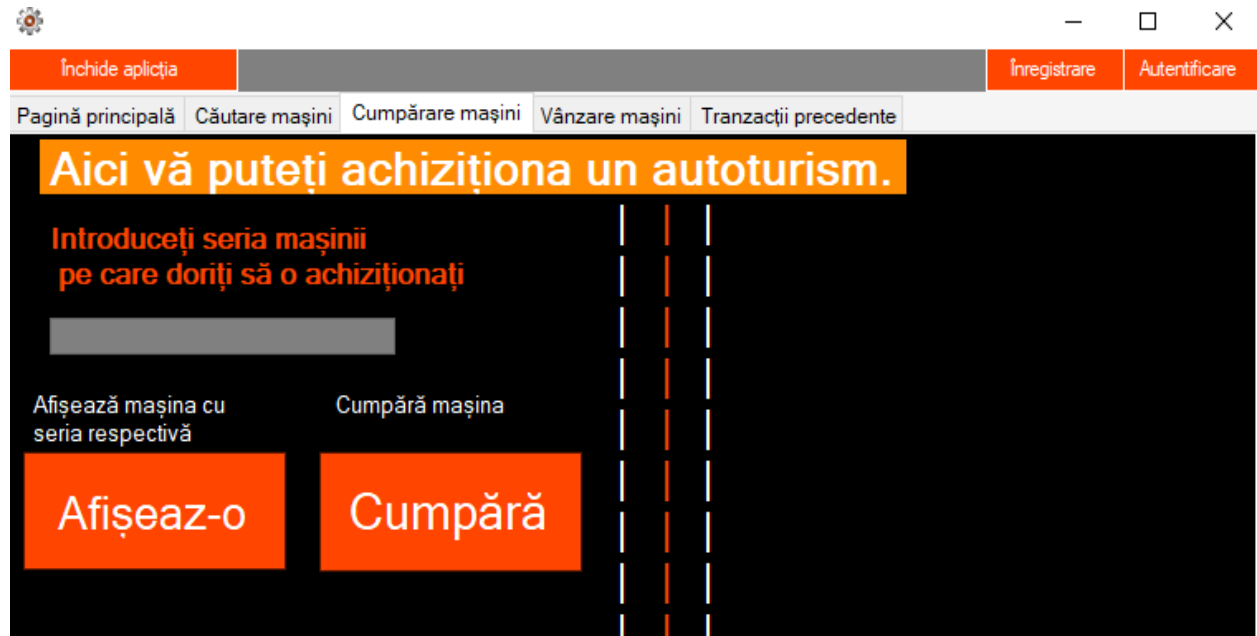 Închide aplicția
Înregistrare
Autentificare
Pagină principală
Căutare mașini
Cumpărare mașini
Vânzare mașini
Tranzacții precedente
Aici vă puteți achiziționa un autoturism.
Introduceți seria mașinii
pe care doriți să o achiziționați
Afișează mașina cu
seria respectivă
Cumpără mașina
Afișeaz-o
Cumpără